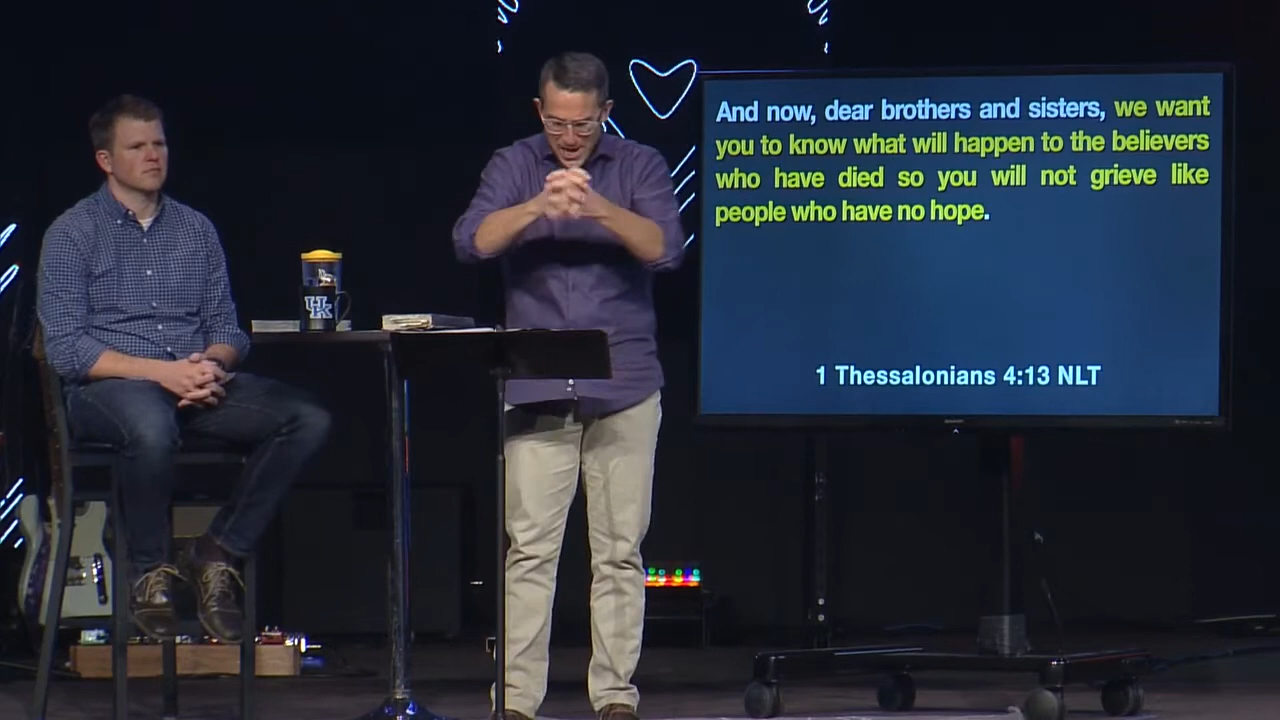 And now, dear brothers and sisters, we want
you to know what will happen to the believers
who have died so you will not grieve like
people who have no hope.
1 Thessalonians 4:13 NLT
UK